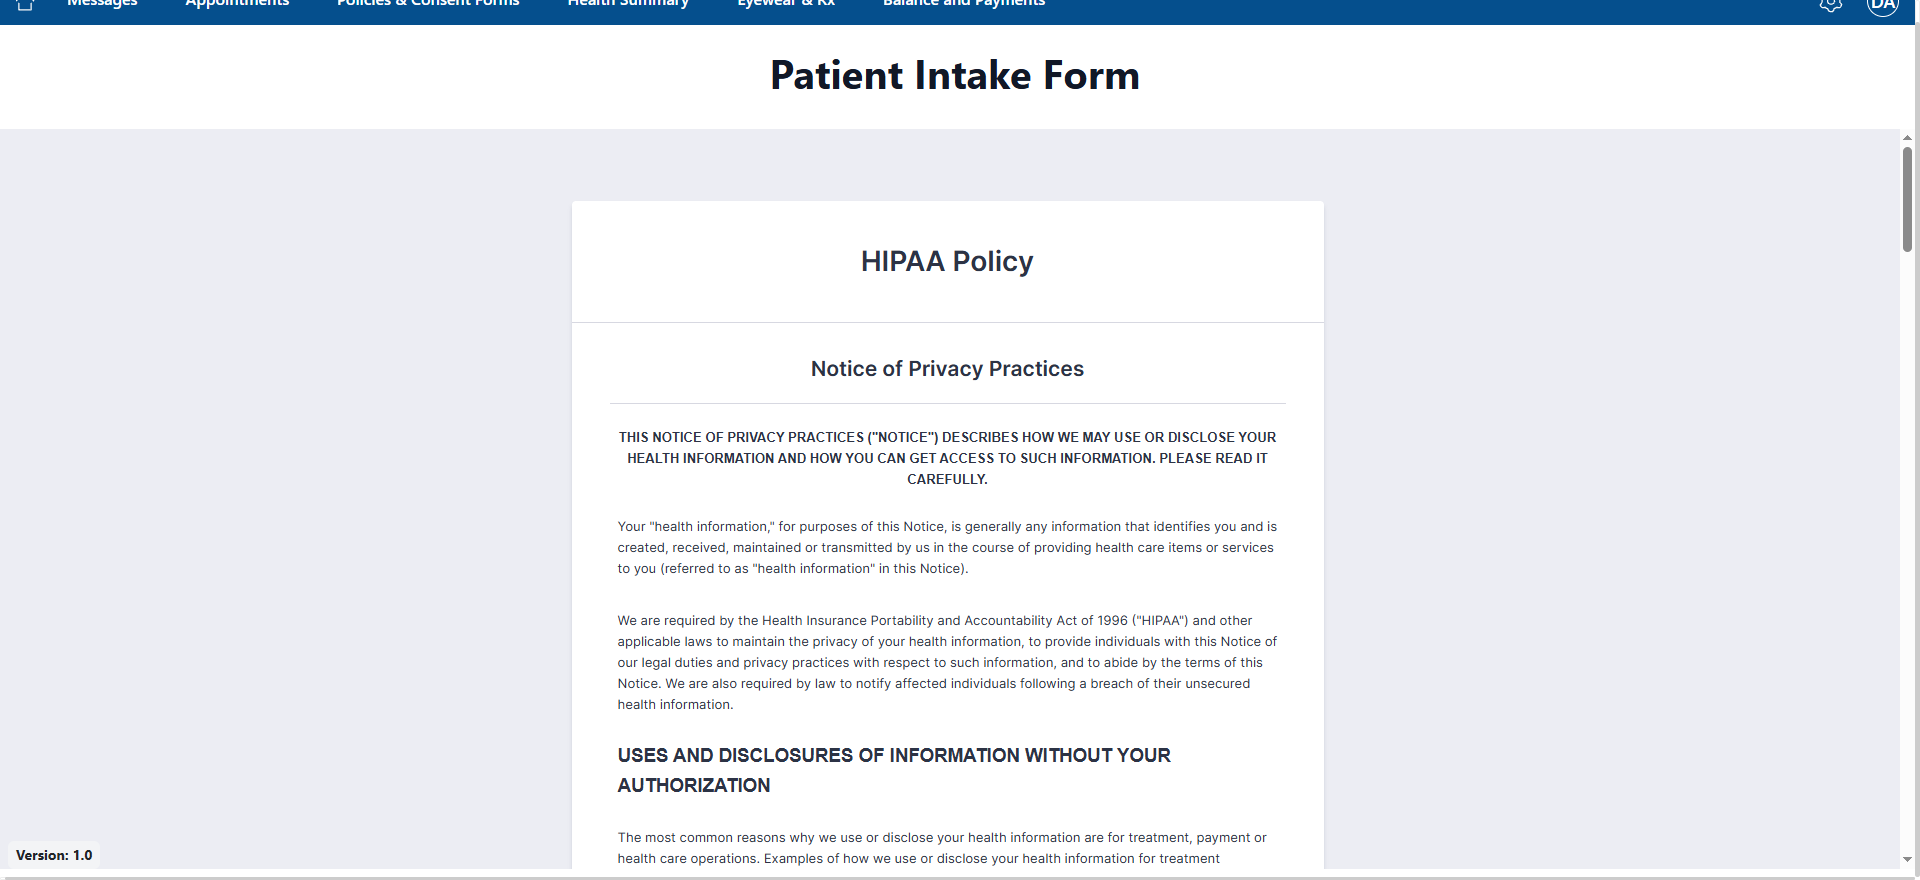 Messages Appointments Policies & Consent Forms Health Summary Eyewear & Rx Balance and Payments DA
Patient Intake Form
HIPAA Policy
Notice of Privacy Practices
THIS NOTICE OF PRIVACY PRACTICES ("NOTICE") DESCRIBES HOW WE MAY USE OR DISCLOSE YOUR
HEALTH INFORMATION AND HOW YOU CAN GET ACCESS TO SUCH INFORMATION. PLEASE READ IT
CAREFULLY.
Your "health information," for purposes of this Notice, is generally any information that identifies you and is
created, received, maintained or transmitted by us in the course of providing health care items or services
to you (referred to as "health information" in this Notice).
We are required by the Health Insurance Portability and Accountability Act of 1996 ("HIPAA") and other
applicable laws to maintain the privacy of your health information, to provide individuals with this Notice of
our legal duties and privacy practices with respect to such information, and to abide by the terms of this
Notice. We are also required by law to notify affected individuals following a breach of their unsecured
health information.
USES AND DISCLOSURES OF INFORMATION WITHOUT YOUR
AUTHORIZATION
The most common reasons why we use or disclose your health information are for treatment, payment or
health care operations. Examples of how we use or disclose your health information for treatment
Version: 1.0